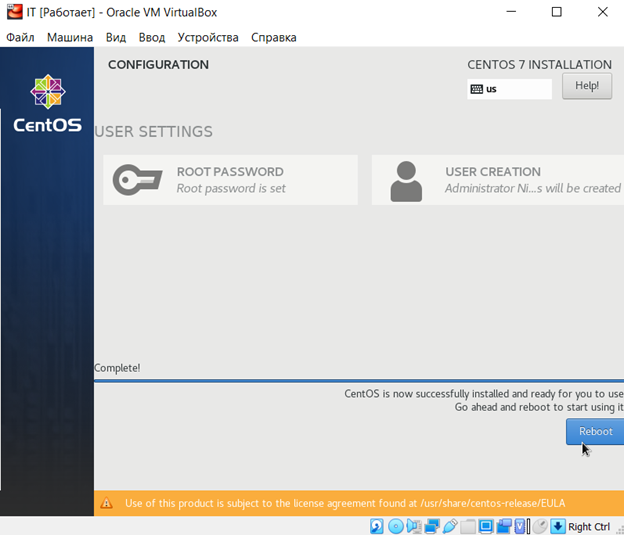 IT [Работает] - Oracle VM VirtualBox
Файл Машина Вид Ввод Устройства Справка
CONFIGURATION
CENTOS 7 INSTALLATION
us
Help!
CentOS
USER SETTINGS
ROOT PASSWORD
Root password is set
USER CREATION
Administrator Ni...s will be created
Complete!
CentOS is now successfully installed and ready for you to use
Go ahead and reboot to start using it
Reboot
Use of this product is subject to the license agreement found at /usr/share/centos-release/EULA
Right Ctrl